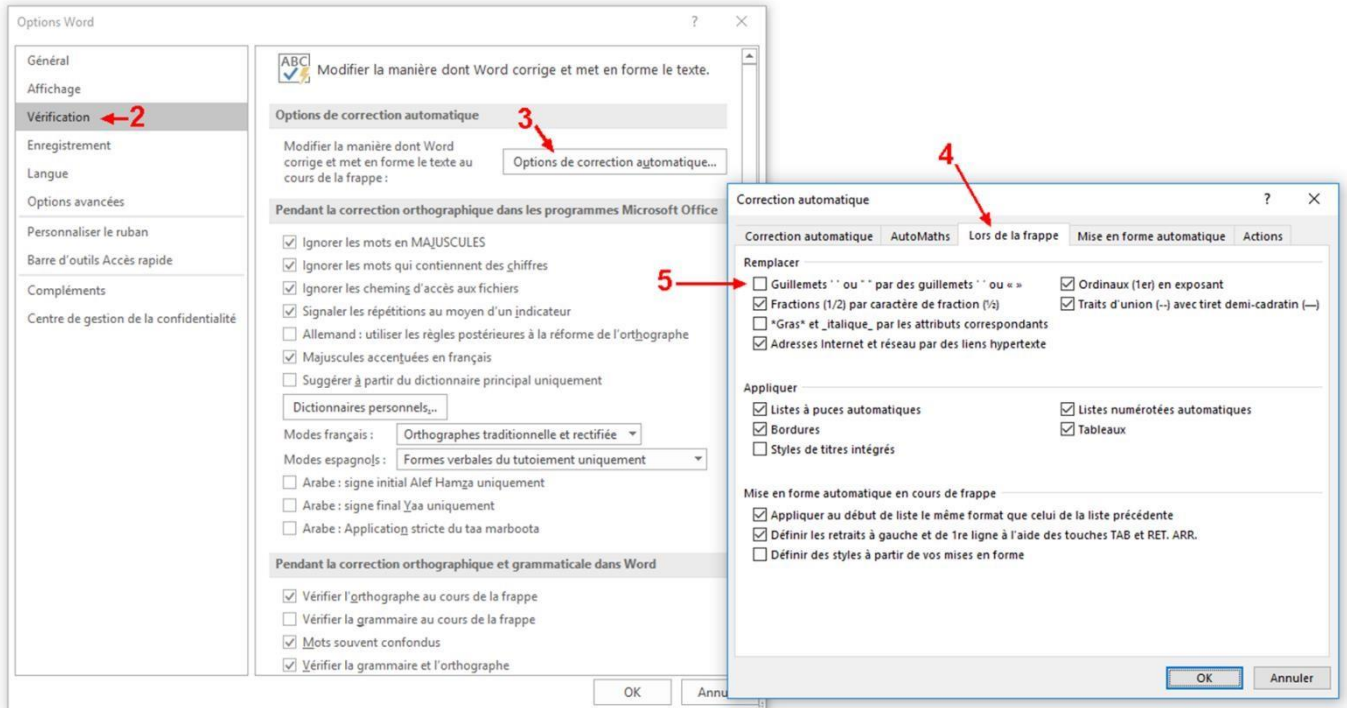 Options Word
?
×
Général
Affichage
Vérification
2
Enregistrement
Langue
Options avancées
Personnaliser le ruban
Barre d'outils Accès rapide
Compléments
Centre de gestion de la confidentialité
ABC
Modifier la manière dont Word corrige et met en forme le texte.
Options de correction automatique
3
Modifier la manière dont Word
corrige et met en forme le texte au
cours de la frappe :
Options de correction automatique...
Pendant la correction orthographique dans les programmes Microsoft Office
Ignorer les mots en MAJUSCULES
Ignorer les mots qui contiennent des chiffres
Ignorer les chemins d'accès aux fichiers
Signaler les répétitions au moyen d'un indicateur
Allemand : utiliser les règles postérieures à la réforme de l'orthographe
Majuscules accentuées en français
Suggérer à partir du dictionnaire principal uniquement
Dictionnaires personnels...
Modes français : Orthographes traditionnelle et rectifiée
Modes espagnols : Formes verbales du tutoiement uniquement
Arabe : signe initial Alef Hamza uniquement
Arabe : signe final Yaa uniquement
Arabe : Application stricte du taa marboota
Pendant la correction orthographique et grammaticale dans Word
Vérifier l'orthographe au cours de la frappe
Vérifier la grammaire au cours de la frappe
Mots souvent confondus
Vérifier la grammaire et l'orthographe
OK
Annu
4
Correction automatique
?
×
Correction automatique
AutoMaths
Lors de la frappe
Mise en forme automatique
Actions
Remplacer
5
Guillemets ' ' ou " " par des guillemets ' ' ou « »
Ordinaux (1er) en exposant
Fractions (1/2) par caractère de fraction (½)
Traits d'union (--) avec tiret demi-cadratin (—)
*Gras* et _italique_ par les attributs correspondants
Adresses Internet et réseau par des liens hypertexte
Appliquer
Listes à puces automatiques
Listes numérotées automatiques
Bordures
Tableaux
Styles de titres intégrés
Mise en forme automatique en cours de frappe
Appliquer au début de liste le même format que celui de la liste précédente
Définir les retraits à gauche et de 1re ligne à l'aide des touches TAB et RET. ARR.
Définir des styles à partir de vos mises en forme
OK
Annuler